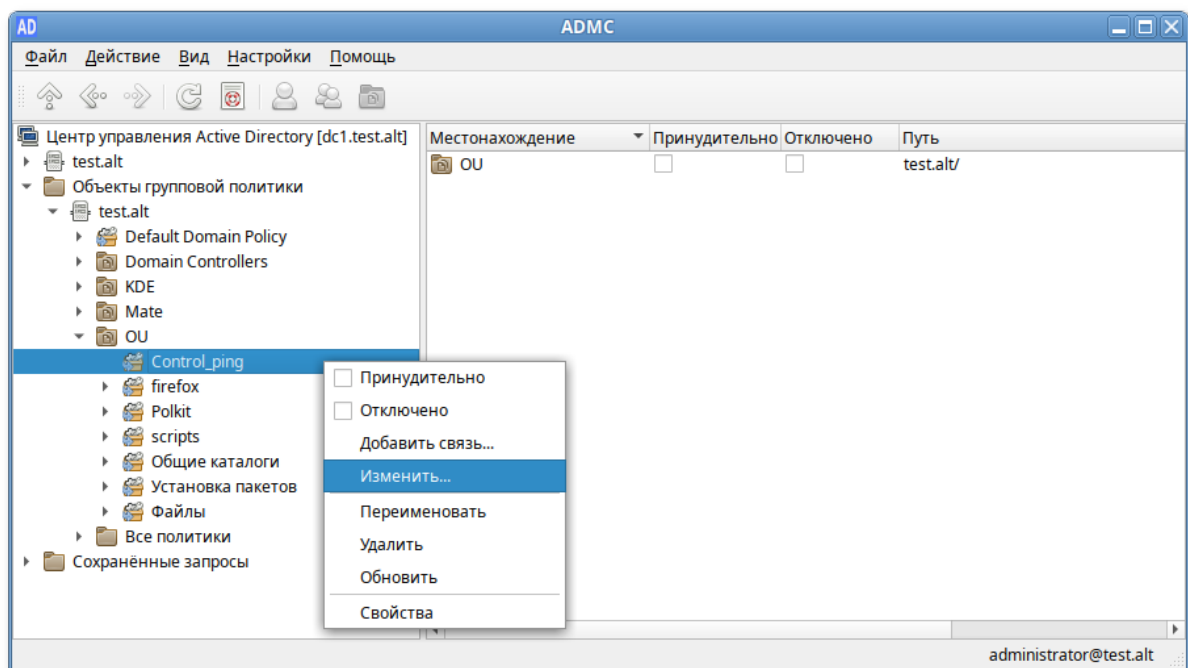 AD ADMC
Файл Действие Вид Настройки Помощь
Центр управления Active Directory [dc1.test.alt]
Местонахождение Принудительно Отключено Путь
test.alt
OU test.alt/
Объекты групповой политики
test.alt
Default Domain Policy
Domain Controllers
KDE
Mate
OU
Control_ping
firefox
Polkit
scripts
Общие каталоги
Установка пакетов
Файлы
Все политики
Сохранённые запросы
Принудительно
Отключено
Добавить связь...
Изменить...
Переименовать
Удалить
Обновить
Свойства
administrator@test.alt